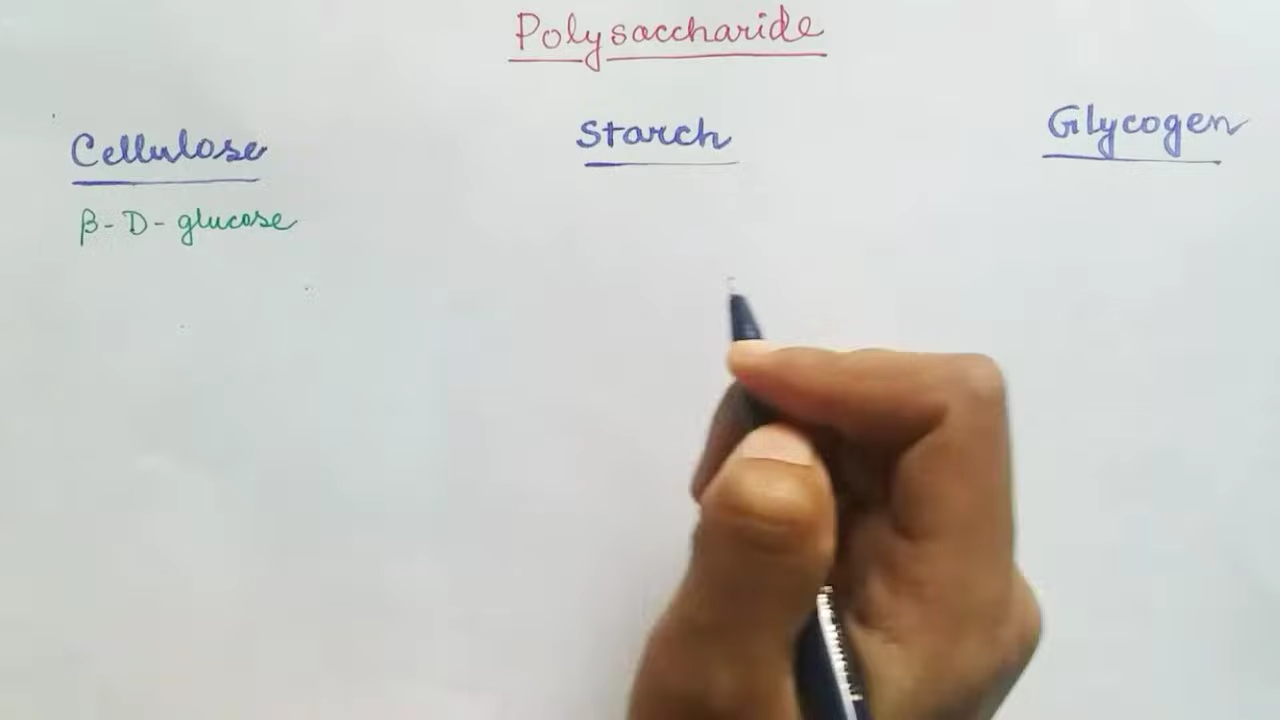 Polysaccharide
Cellulose
Starch
Glycogen
β-D-glucose